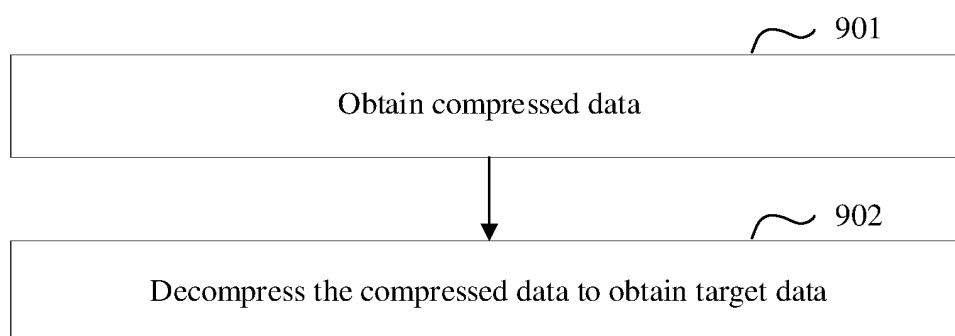 901
Obtain compressed data
902
Decompress the compressed data to obtain target data